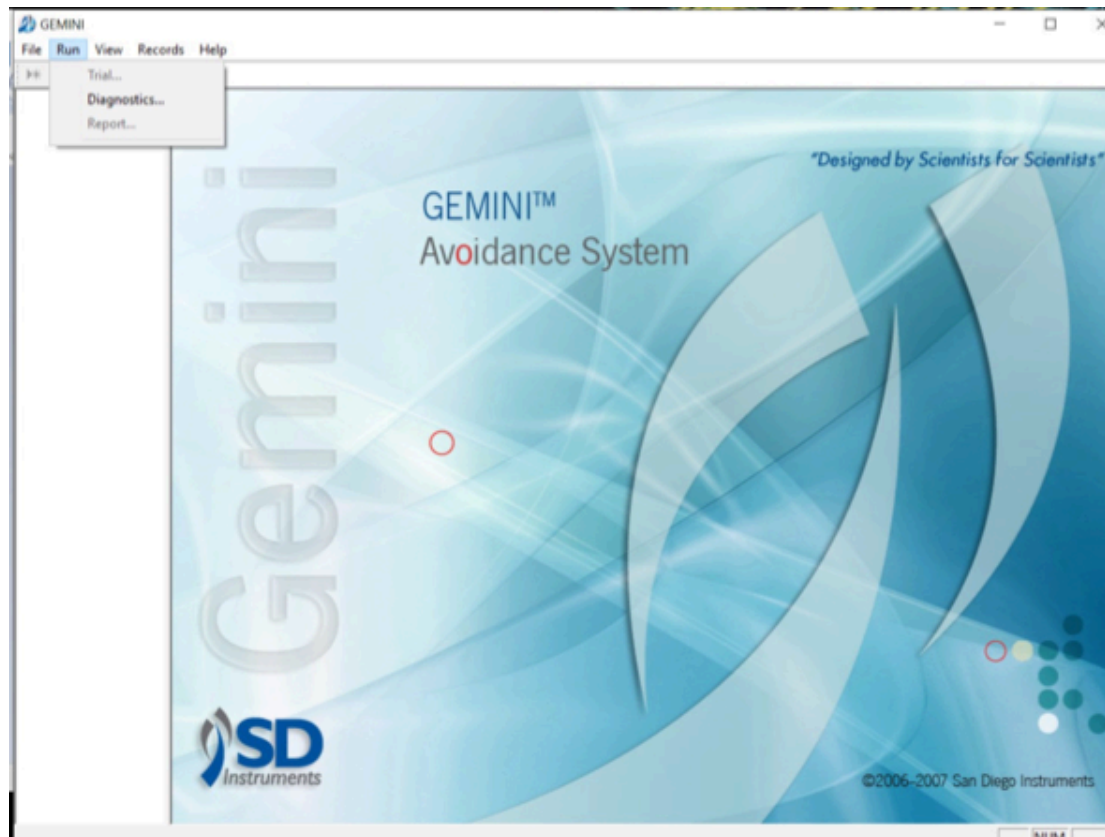 GEMINI
File Run View Records Help
Trial...
Diagnostics...
Report...
"Designed by Scientists for Scientists"
GEMINI™
Avoidance System
Gemini
SD
Instruments
©2006-2007 San Diego Instruments
NUM